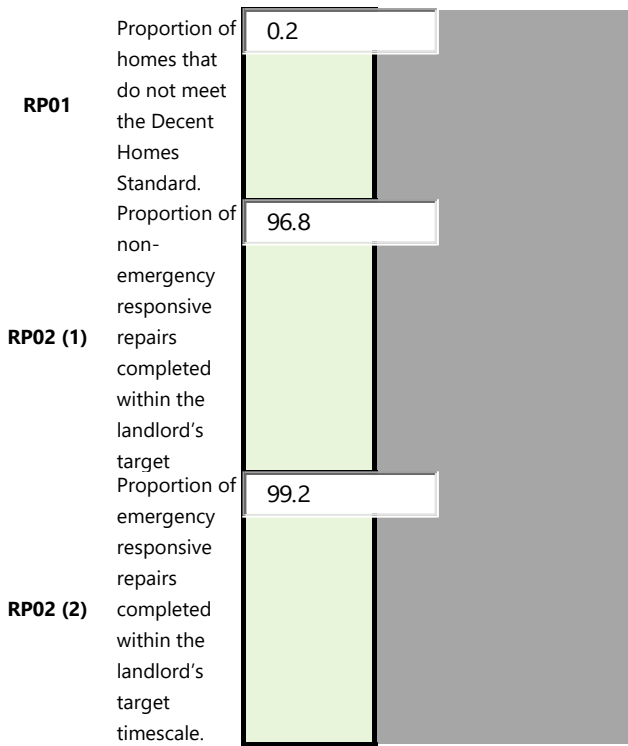 RP01
Proportion of
homes that
do not meet
the Decent
Homes
Standard.
0.2
RP02 (1)
Proportion of
non-
emergency
responsive
repairs
completed
within the
landlord’s
target
96.8
RP02 (2)
Proportion of
emergency
responsive
repairs
completed
within the
landlord’s
target
timescale.
99.2